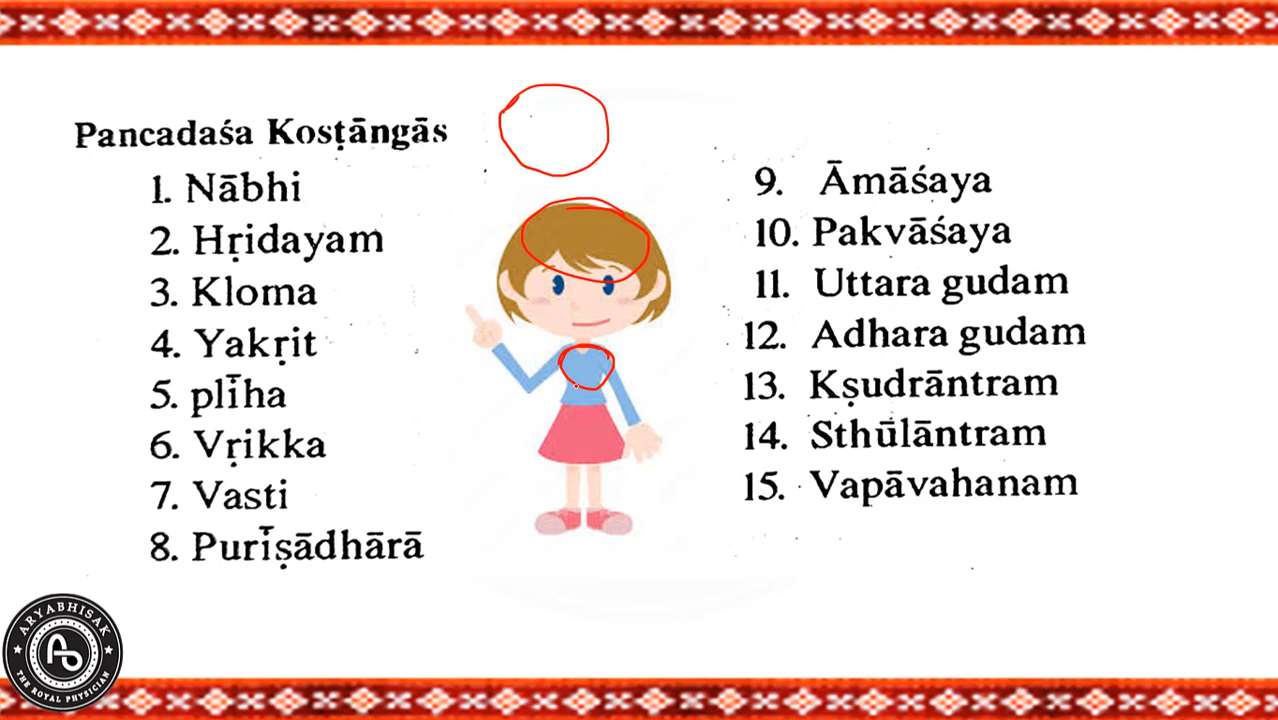 Pancadaśa Kosṭāngās
1. Nābhi
2. Hṛidayam
3. Kloma
4. Yakṛit
5. plīha
6. Vṛikka
7. Vasti
8. Purīṣādhārā
9. Āmāśaya
10. Pakvāśaya
11. Uttara gudam
12. Adhara gudam
13. Kṣudrāntram
14. Sthūlāntram
15. Vapāvahanam
ARYABHISAK
THE ROYAL PHYSICIAN